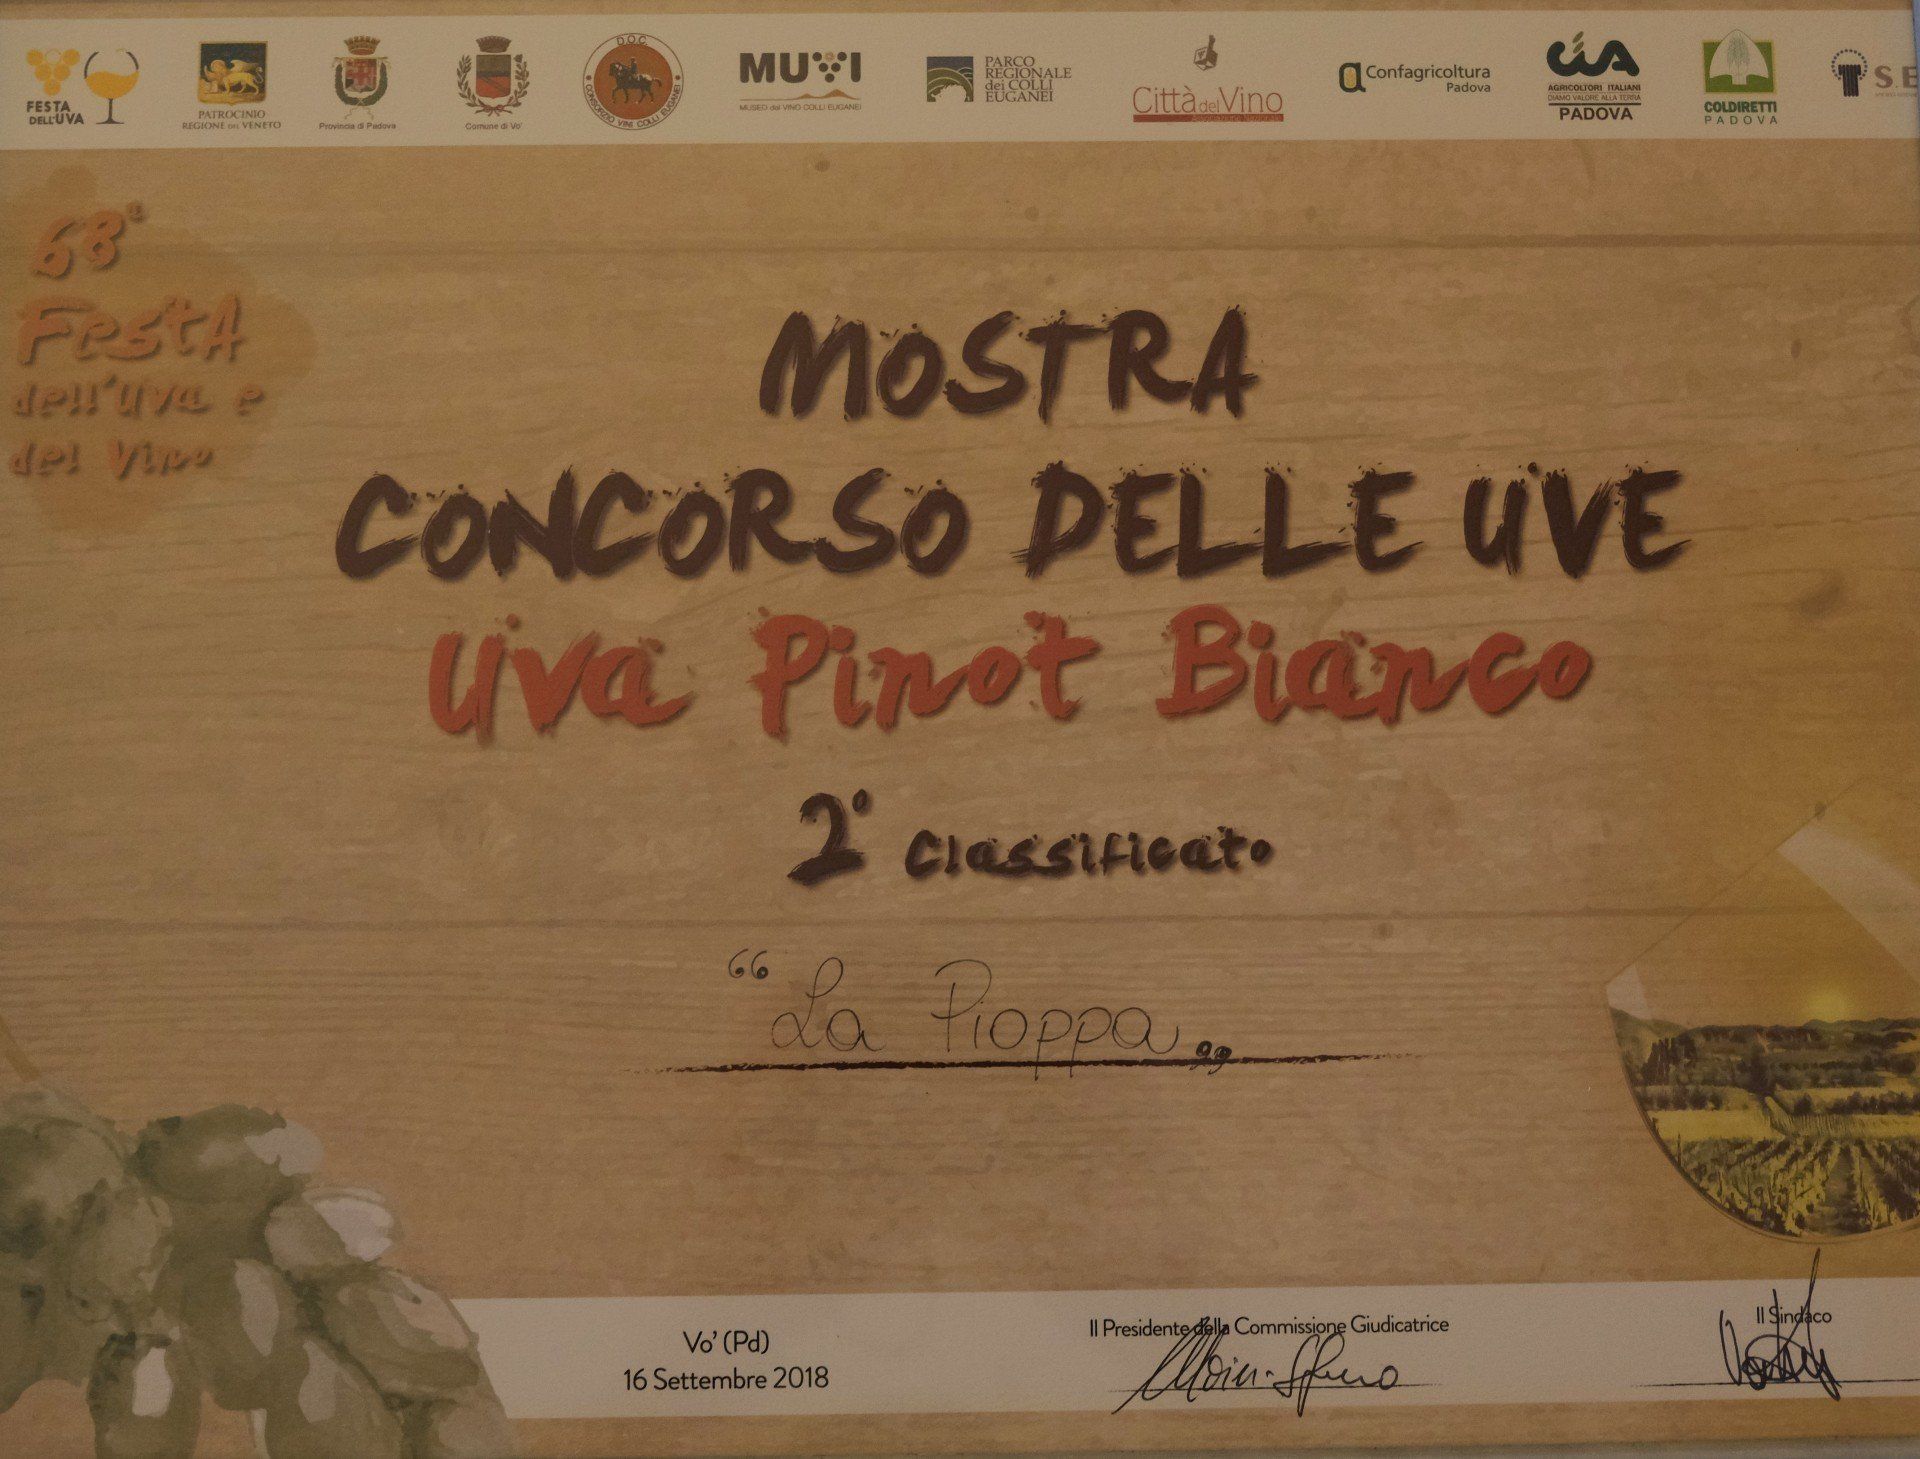 FESTA
DELL'UVA
PATROCINIO
REGIONE DEL VENETO
Provincia di Padova
Comune di Vo'
D.O.C.
CONSORZIO VINI COLLI EUGANEI
MUVI
MUSEO del VINO COLLI EUGANEI
PARCO
REGIONALE
dei COLLI
EUGANEI
Città del Vino
Associazione Nazionale
Confagricoltura
Padova
CIA
AGRICOLTORI ITALIANI
DIAMO VALORE ALLA TERRA
PADOVA
COLDIRETTI
PADOVA
68ª
Festa
dell'Uva e
del Vino
MOSTRA
CONCORSO DELLE UVE
Uva Pinot Bianco
2° Classificato
“La Pioppa„
Vo' (Pd)
16 Settembre 2018
Il Presidente della Commissione Giudicatrice
Il Sindaco